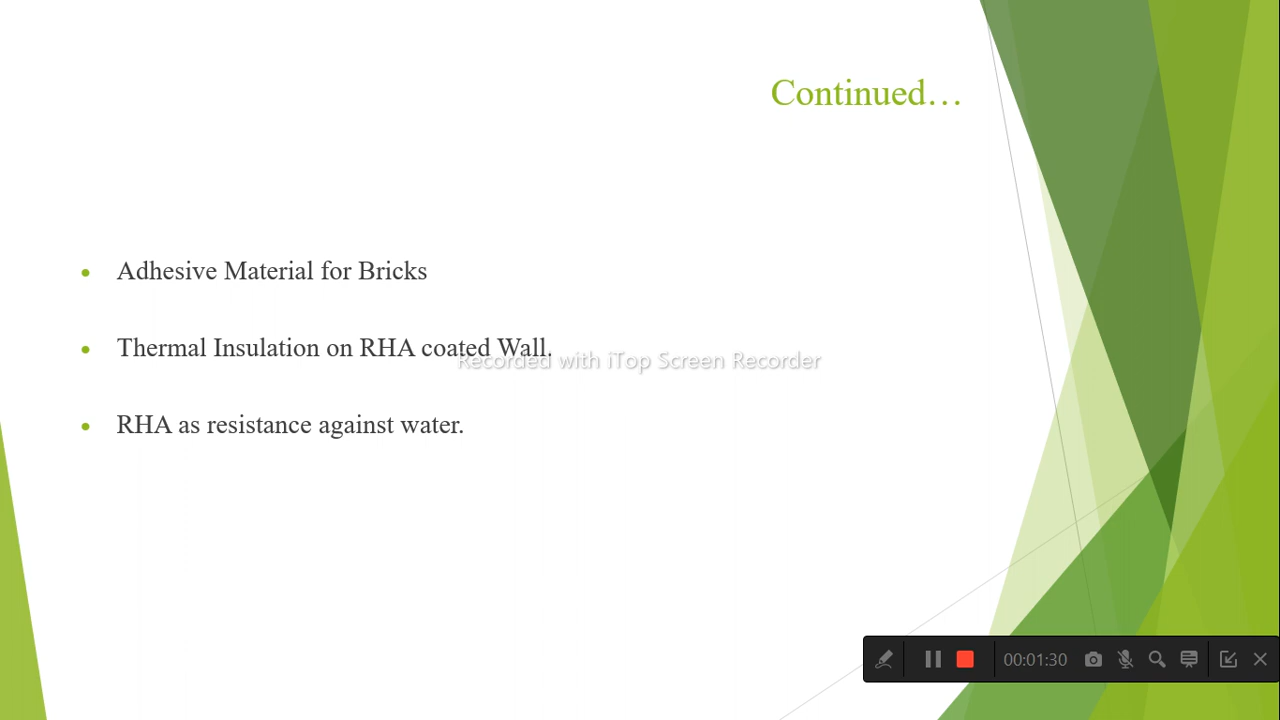 Continued…
Adhesive Material for Bricks
Thermal Insulation on RHA coated Wall.
Recorded with iTop Screen Recorder
RHA as resistance against water.
00:01:30